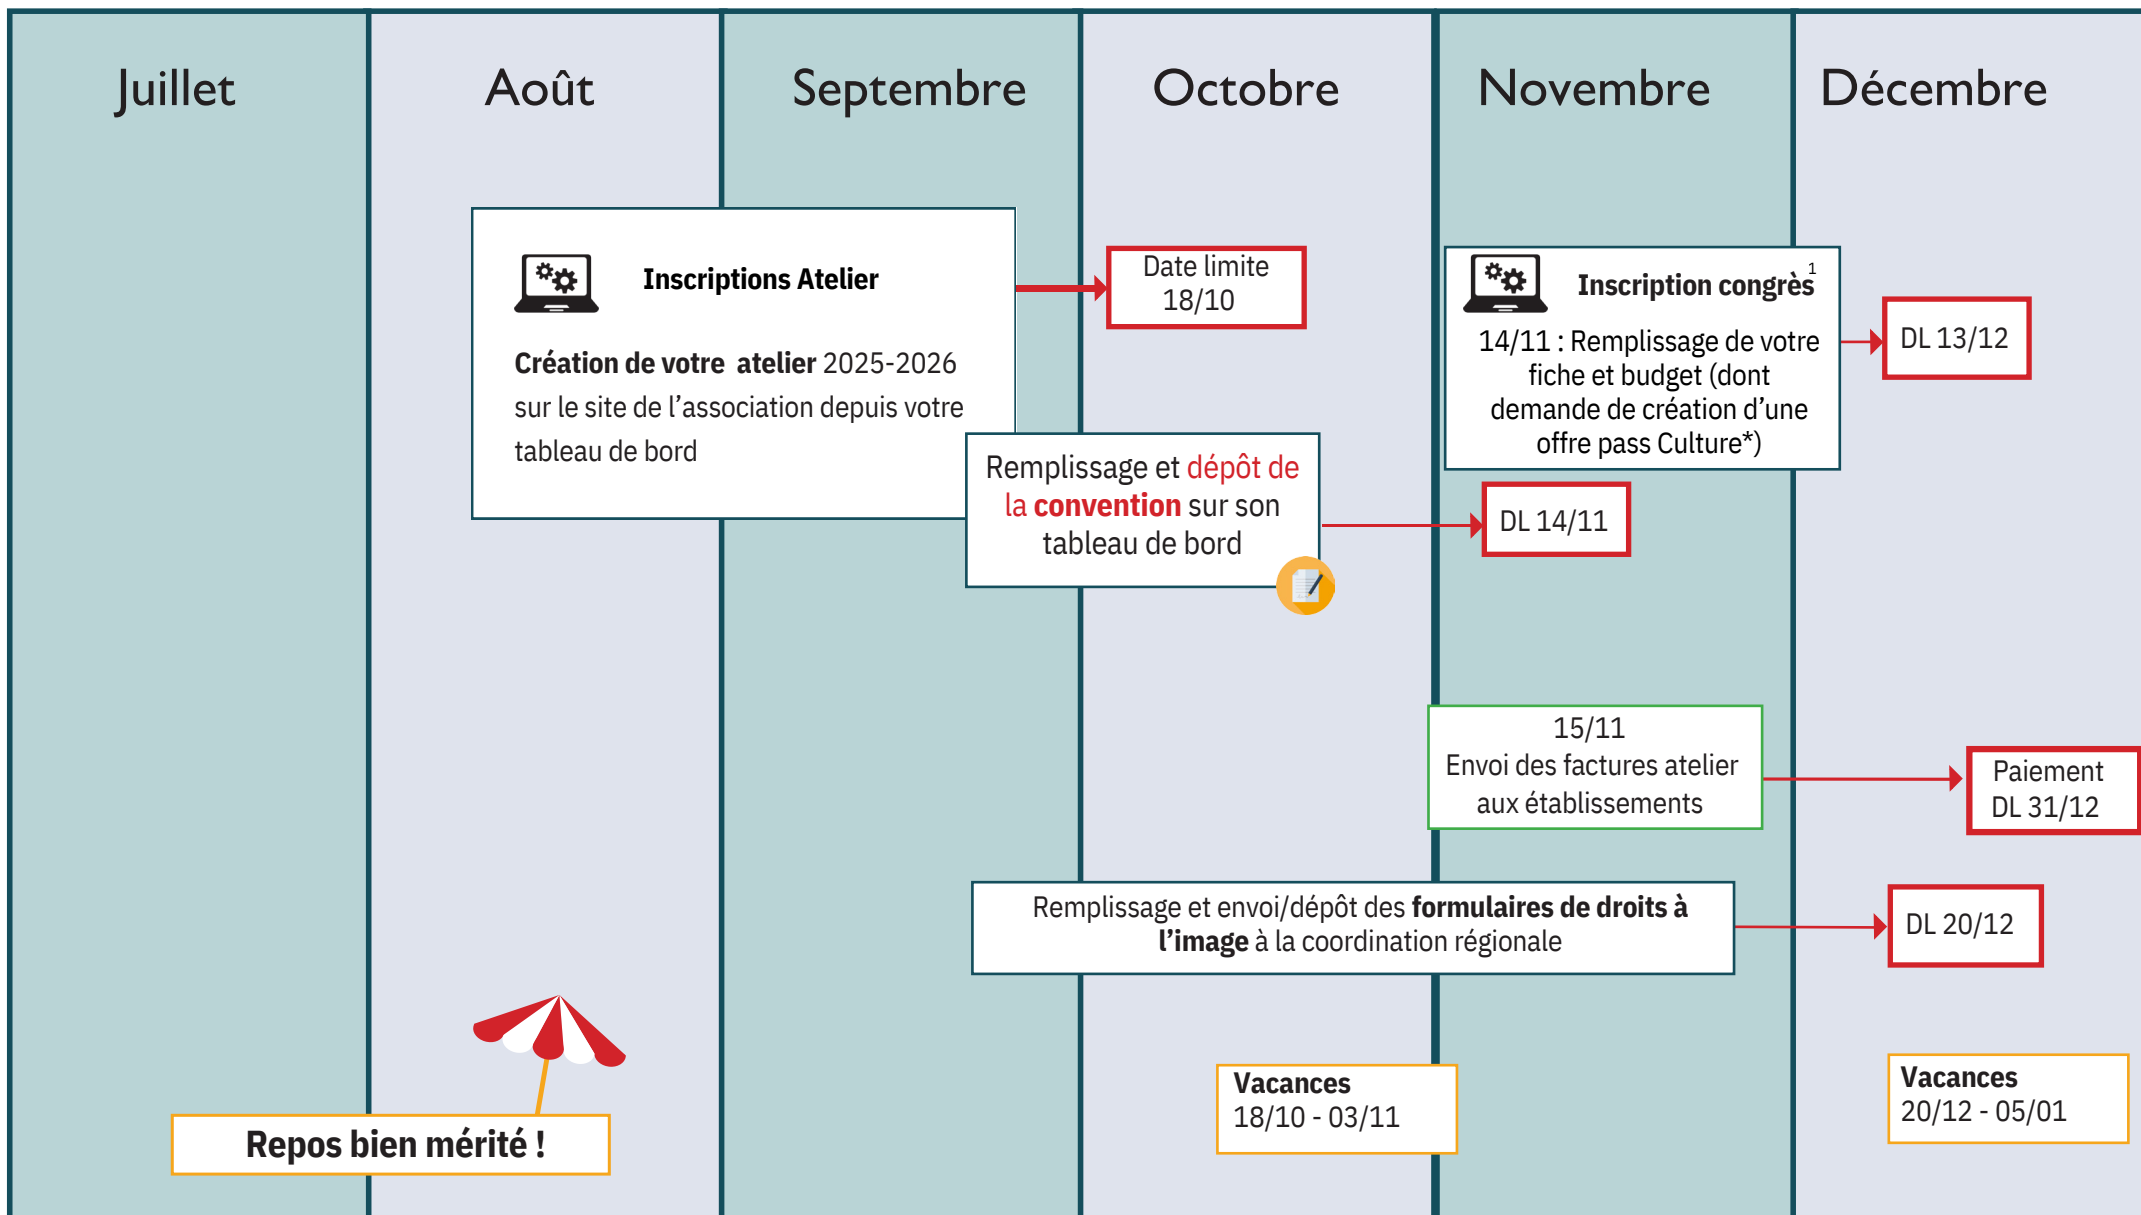 Juillet
Août
Septembre
Octobre
Novembre
Décembre
Inscriptions Atelier
Création de votre atelier 2025-2026
sur le site de l’association depuis votre
tableau de bord
Date limite
18/10
Inscription congrès 1
14/11 : Remplissage de votre
fiche et budget (dont
demande de création d’une
offre pass Culture*)
DL 13/12
Remplissage et dépôt de
la convention sur son
tableau de bord
DL 14/11
15/11
Envoi des factures atelier
aux établissements
Paiement
DL 31/12
Remplissage et envoi/dépôt des formulaires de droits à
l’image à la coordination régionale
DL 20/12
Repos bien mérité !
Vacances
18/10 - 03/11
Vacances
20/12 - 05/01